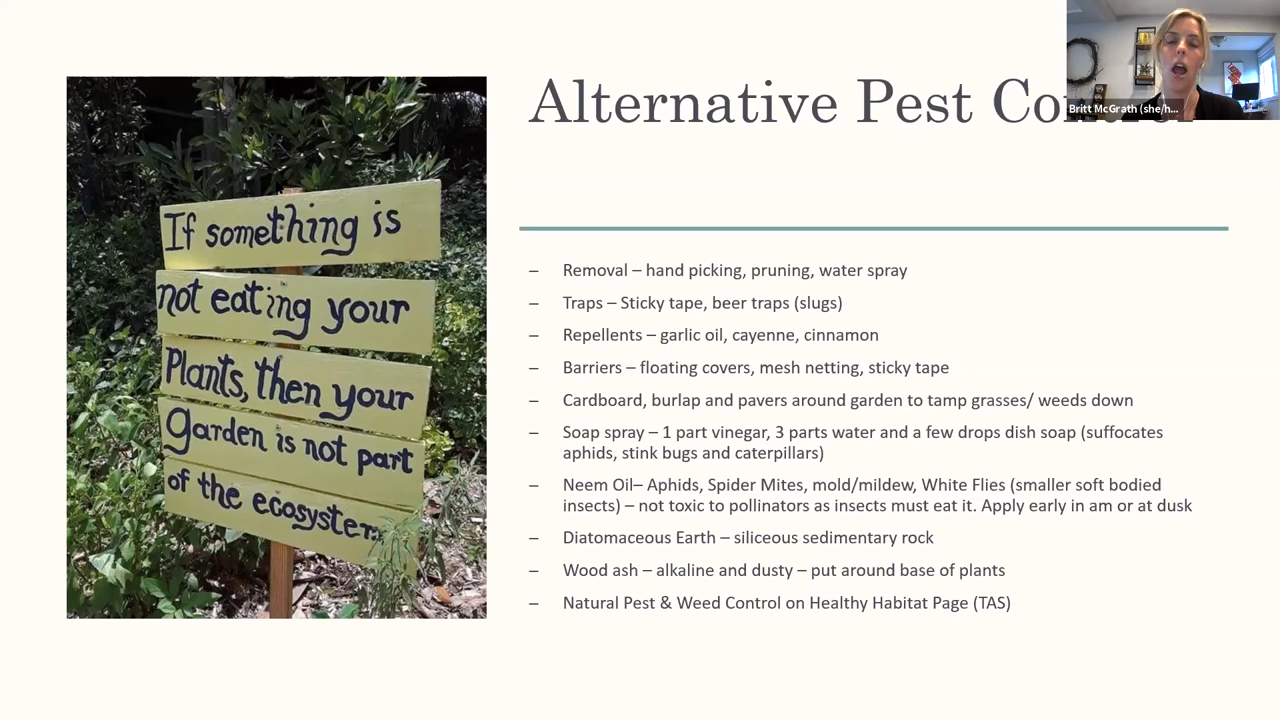 Alternative Pest Control
Britt McGrath (she/h...
If something is
not eating your
Plants, then your
garden is not part
of the ecosystem.
– Removal – hand picking, pruning, water spray
– Traps – Sticky tape, beer traps (slugs)
– Repellents – garlic oil, cayenne, cinnamon
– Barriers – floating covers, mesh netting, sticky tape
– Cardboard, burlap and pavers around garden to tamp grasses/ weeds down
– Soap spray – 1 part vinegar, 3 parts water and a few drops dish soap (suffocates
aphids, stink bugs and caterpillars)
– Neem Oil– Aphids, Spider Mites, mold/mildew, White Flies (smaller soft bodied
insects) – not toxic to pollinators as insects must eat it. Apply early in am or at dusk
– Diatomaceous Earth – siliceous sedimentary rock
– Wood ash – alkaline and dusty – put around base of plants
– Natural Pest & Weed Control on Healthy Habitat Page (TAS)